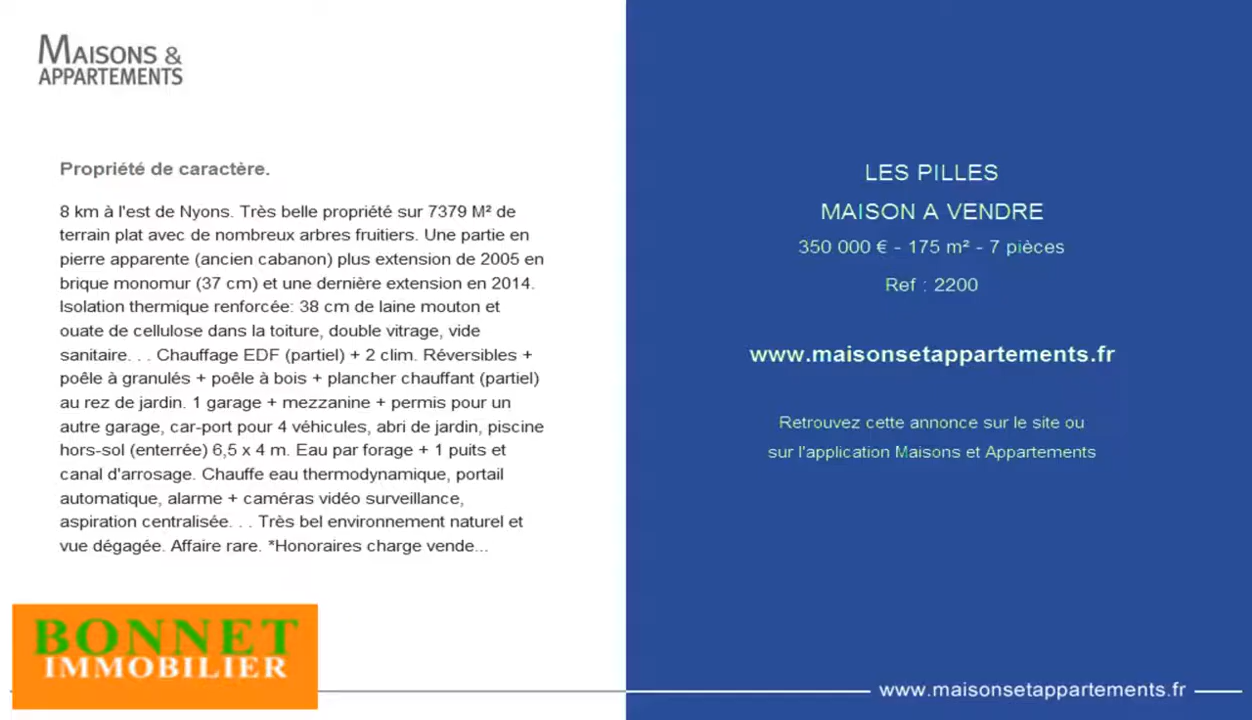 MAISONS &
APPARTEMENTS
Propriété de caractère.
8 km à l'est de Nyons. Très belle propriété sur 7379 M² de
terrain plat avec de nombreux arbres fruitiers. Une partie en
pierre apparente (ancien cabanon) plus extension de 2005 en
brique monomur (37 cm) et une dernière extension en 2014.
Isolation thermique renforcée: 38 cm de laine mouton et
ouate de cellulose dans la toiture, double vitrage, vide
sanitaire. . . Chauffage EDF (partiel) + 2 clim. Réversibles +
poêle à granulés + poêle à bois + plancher chauffant (partiel)
au rez de jardin. 1 garage + mezzanine + permis pour un
autre garage, car-port pour 4 véhicules, abri de jardin, piscine
hors-sol (enterrée) 6,5 x 4 m. Eau par forage + 1 puits et
canal d'arrosage. Chauffe eau thermodynamique, portail
automatique, alarme + caméras vidéo surveillance,
aspiration centralisée. . . Très bel environnement naturel et
vue dégagée. Affaire rare. *Honoraires charge vende...
BONNET
IMMOBILIER
LES PILLES
MAISON A VENDRE
350 000 € - 175 m² - 7 pièces
Ref : 2200
www.maisonsetappartements.fr
Retrouvez cette annonce sur le site ou
sur l'application Maisons et Appartements
www.maisonsetappartements.fr